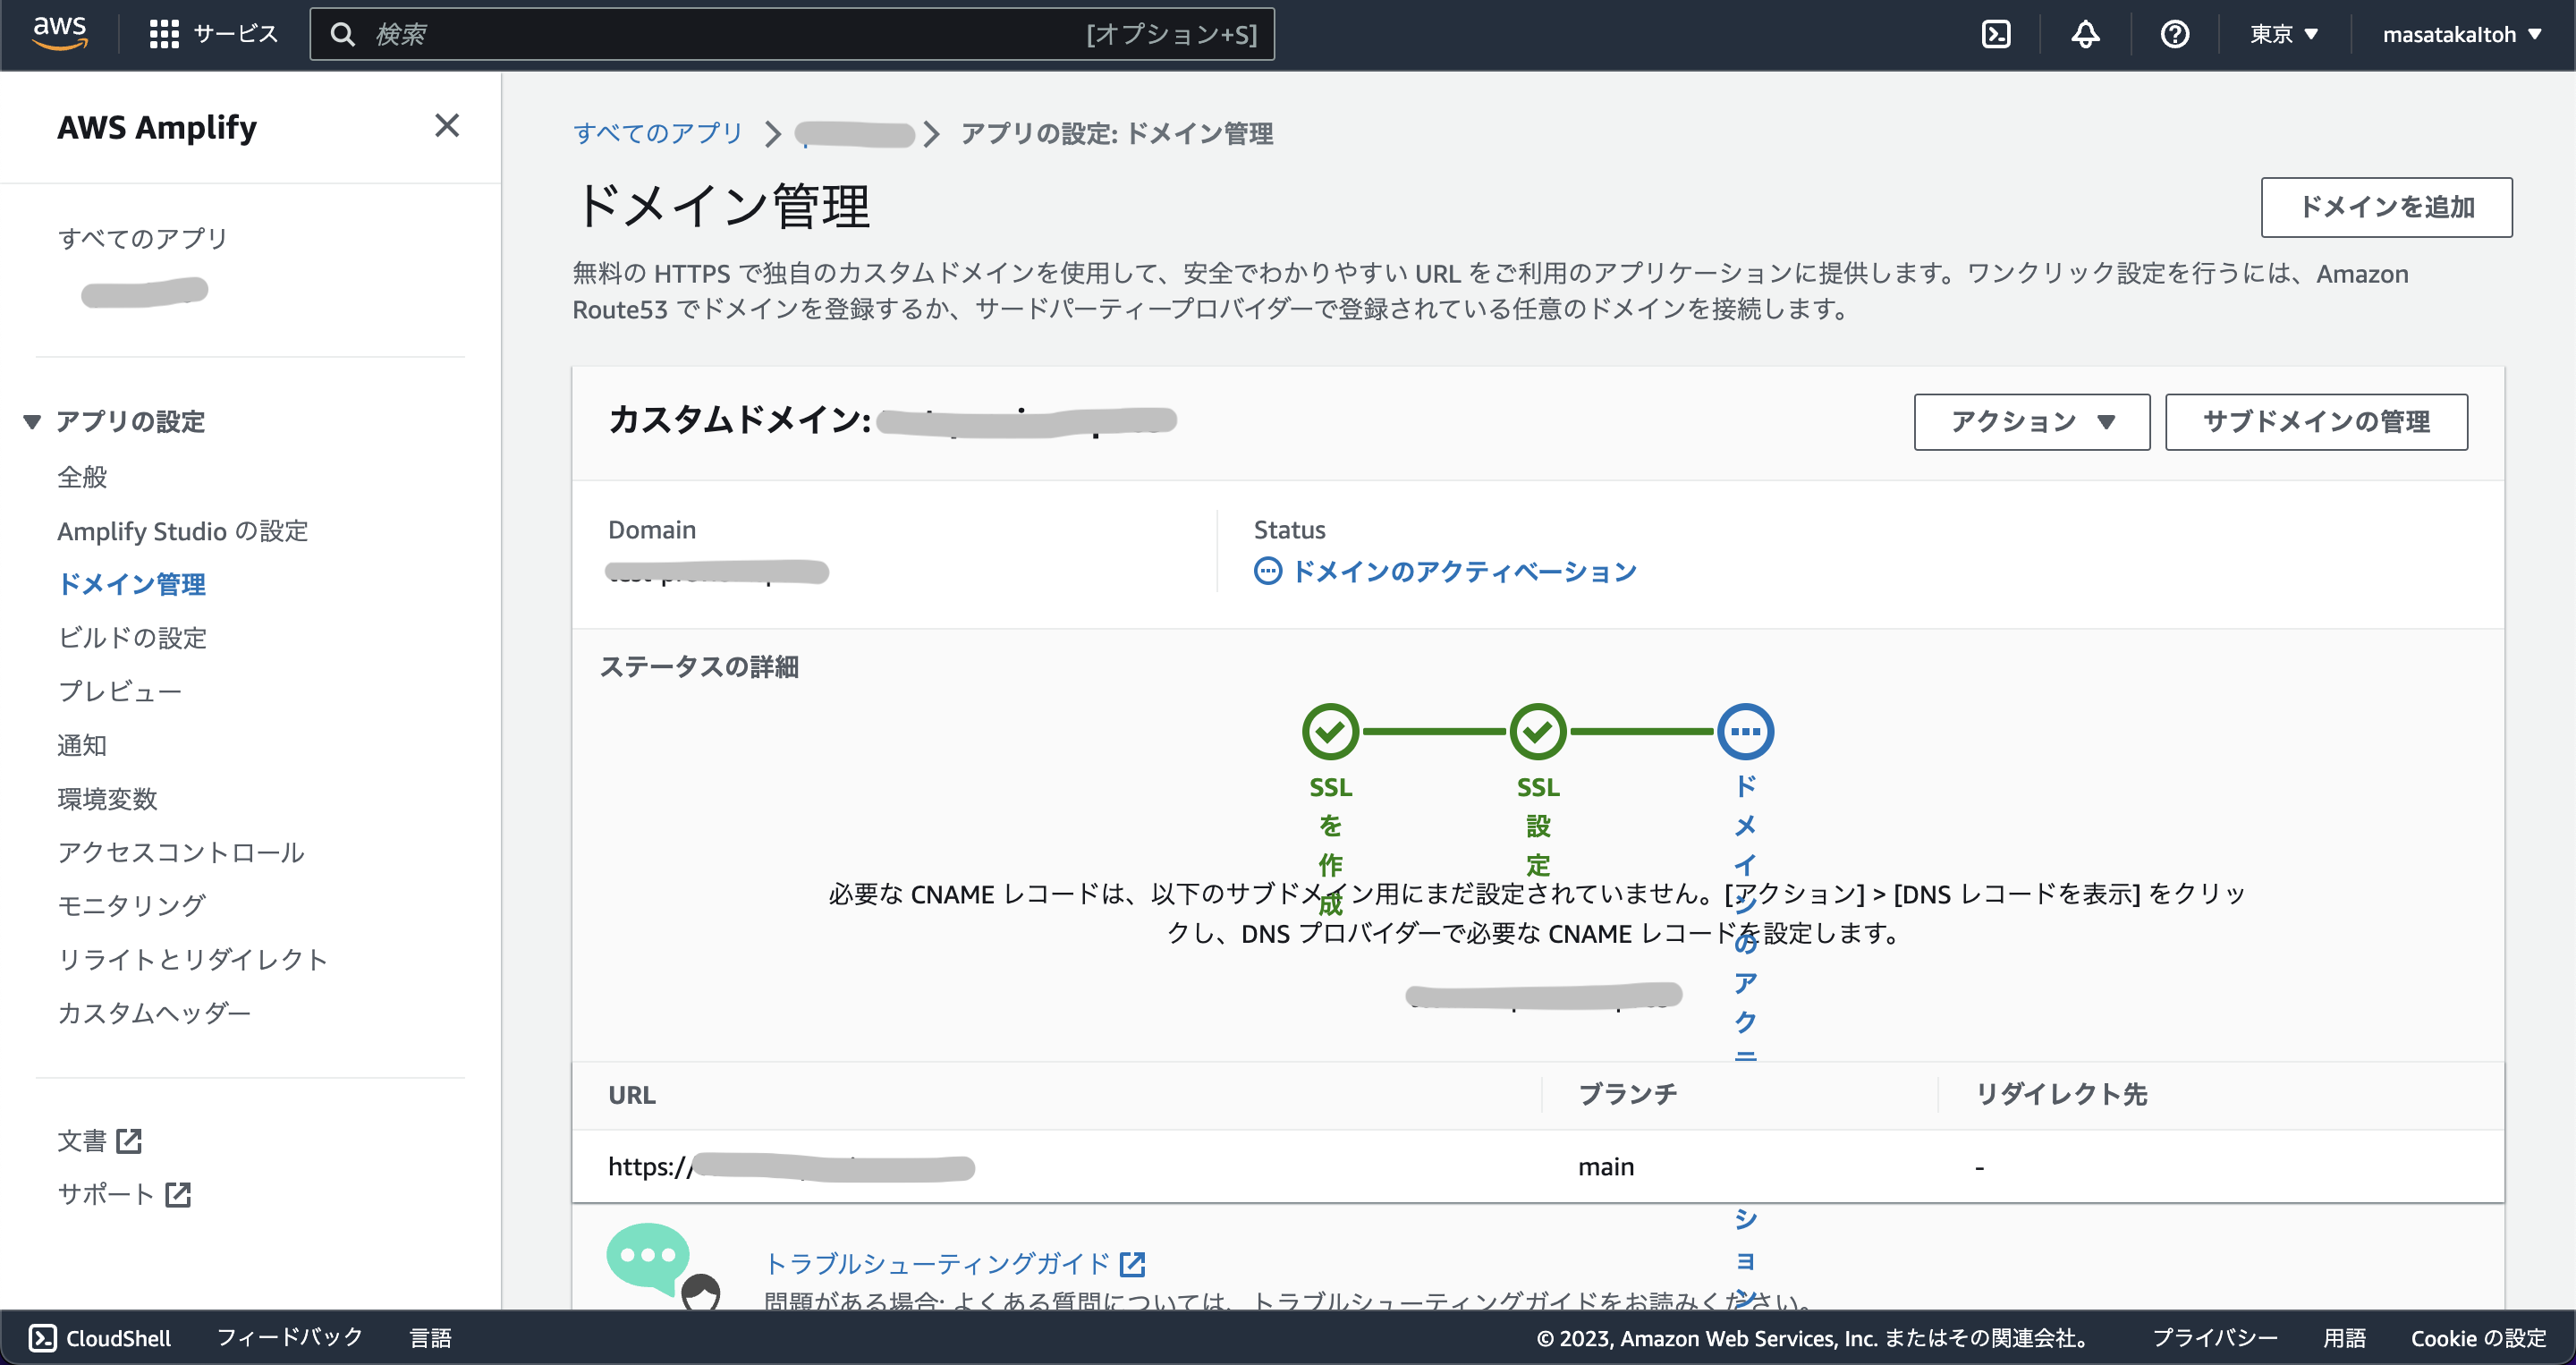 aws
サービス
検索
[オプション+S]
東京
masatakaItoh
AWS Amplify
すべてのアプリ
アプリの設定
全般
Amplify Studio の設定
ドメイン管理
ビルドの設定
プレビュー
通知
環境変数
アクセスコントロール
モニタリング
リライトとリダイレクト
カスタムヘッダー
文書
サポート
すべてのアプリ
アプリの設定: ドメイン管理
ドメイン管理
ドメインを追加
無料の HTTPS で独自のカスタムドメインを使用して、安全でわかりやすい URL をご利用のアプリケーションに提供します。ワンクリック設定を行うには、Amazon
Route53 でドメインを登録するか、サードパーティープロバイダーで登録されている任意のドメインを接続します。
カスタムドメイン:
アクション
サブドメインの管理
Domain
Status
ドメインのアクティベーション
ステータスの詳細
SSLを作成
SSL設定
ドメインのアクテション
必要な CNAME レコードは、以下のサブドメイン用にまだ設定されていません。[アクション] > [DNS レコードを表示] をクリッ
クし、DNS プロバイダーで必要な CNAME レコードを設定します。
URL
ブランチ
リダイレクト先
https://
main
-
トラブルシューティングガイド
問題がある場合: よくある質問については、トラブルシューティングガイドをお読みください。
CloudShell
フィードバック
言語
© 2023, Amazon Web Services, Inc. またはその関連会社。
プライバシー
用語
Cookie の設定